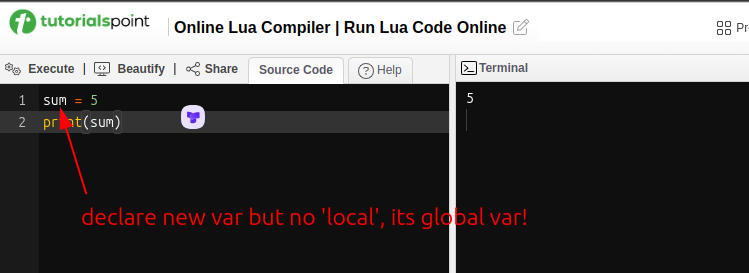 tutorialspoint
Online Lua Compiler | Run Lua Code Online
Execute | Beautify | Share Source Code Help
Terminal
1 sum = 5
2 print(sum)
5
declare new var but no 'local', its global var!